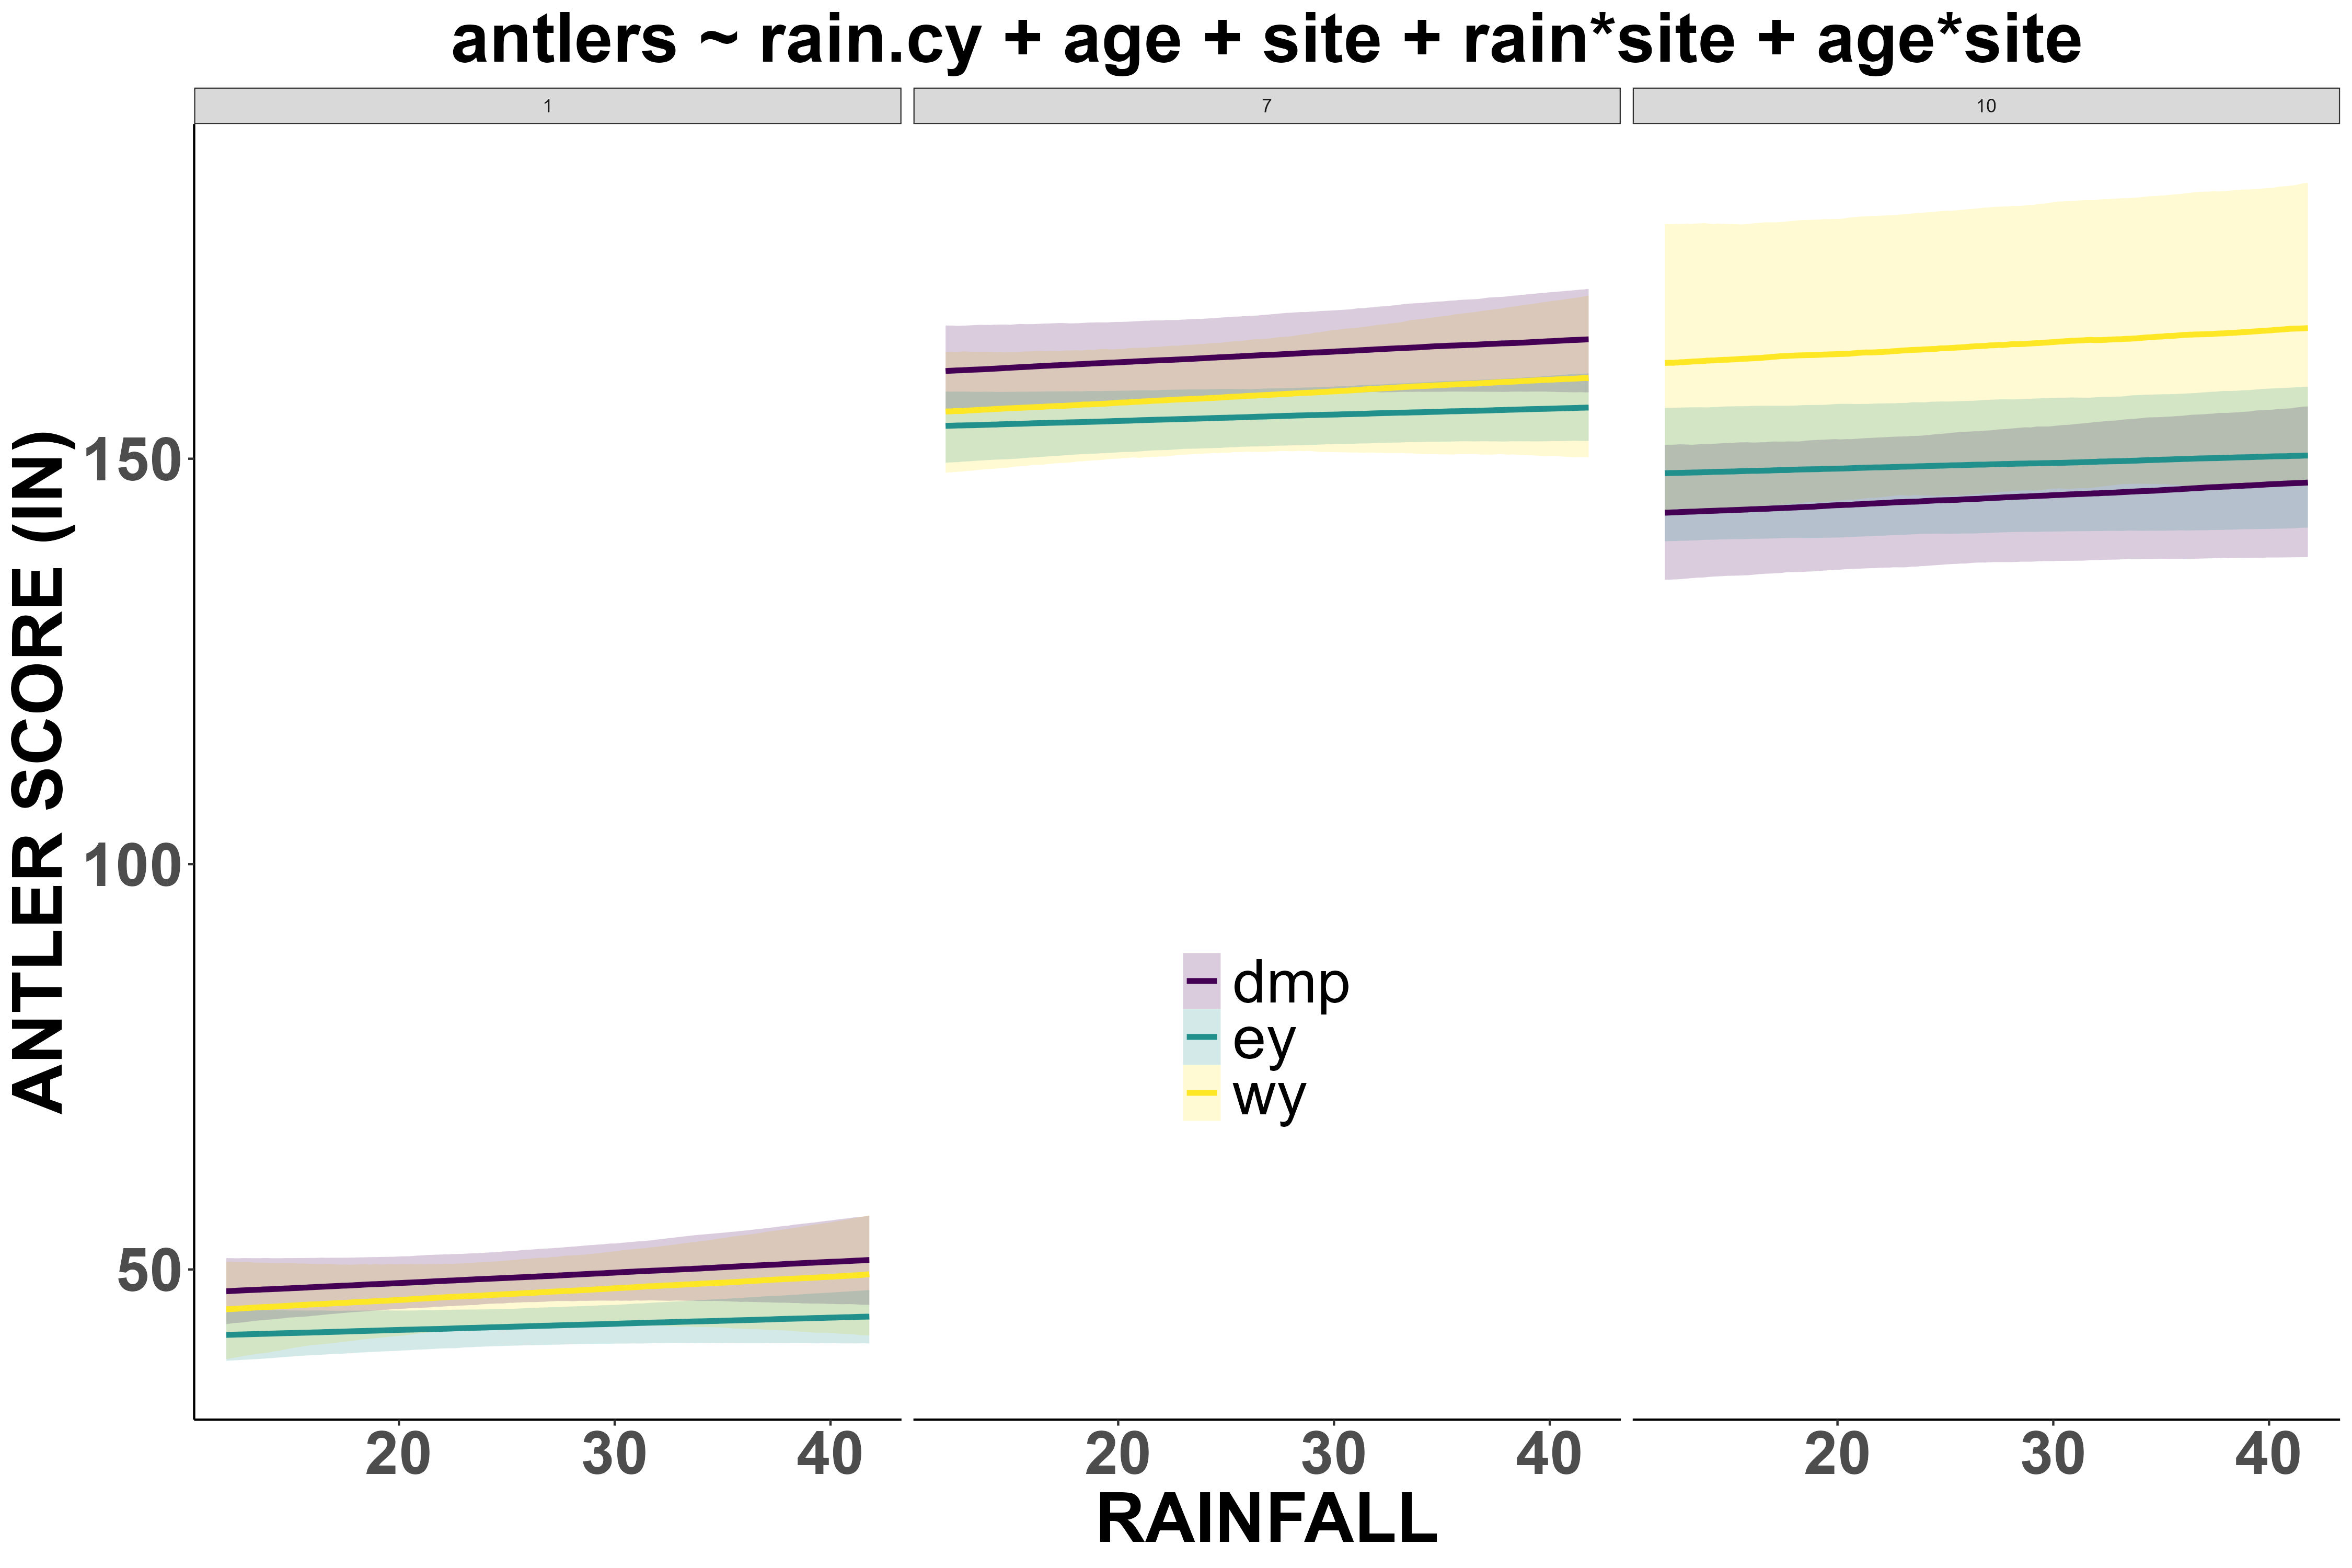 antlers ~ rain.cy + age + site + rain*site + age*site
1
7
10
ANTLER SCORE (IN)
150
100
50
dmp
ey
wy
20
30
40
20
30
40
20
30
40
RAINFALL